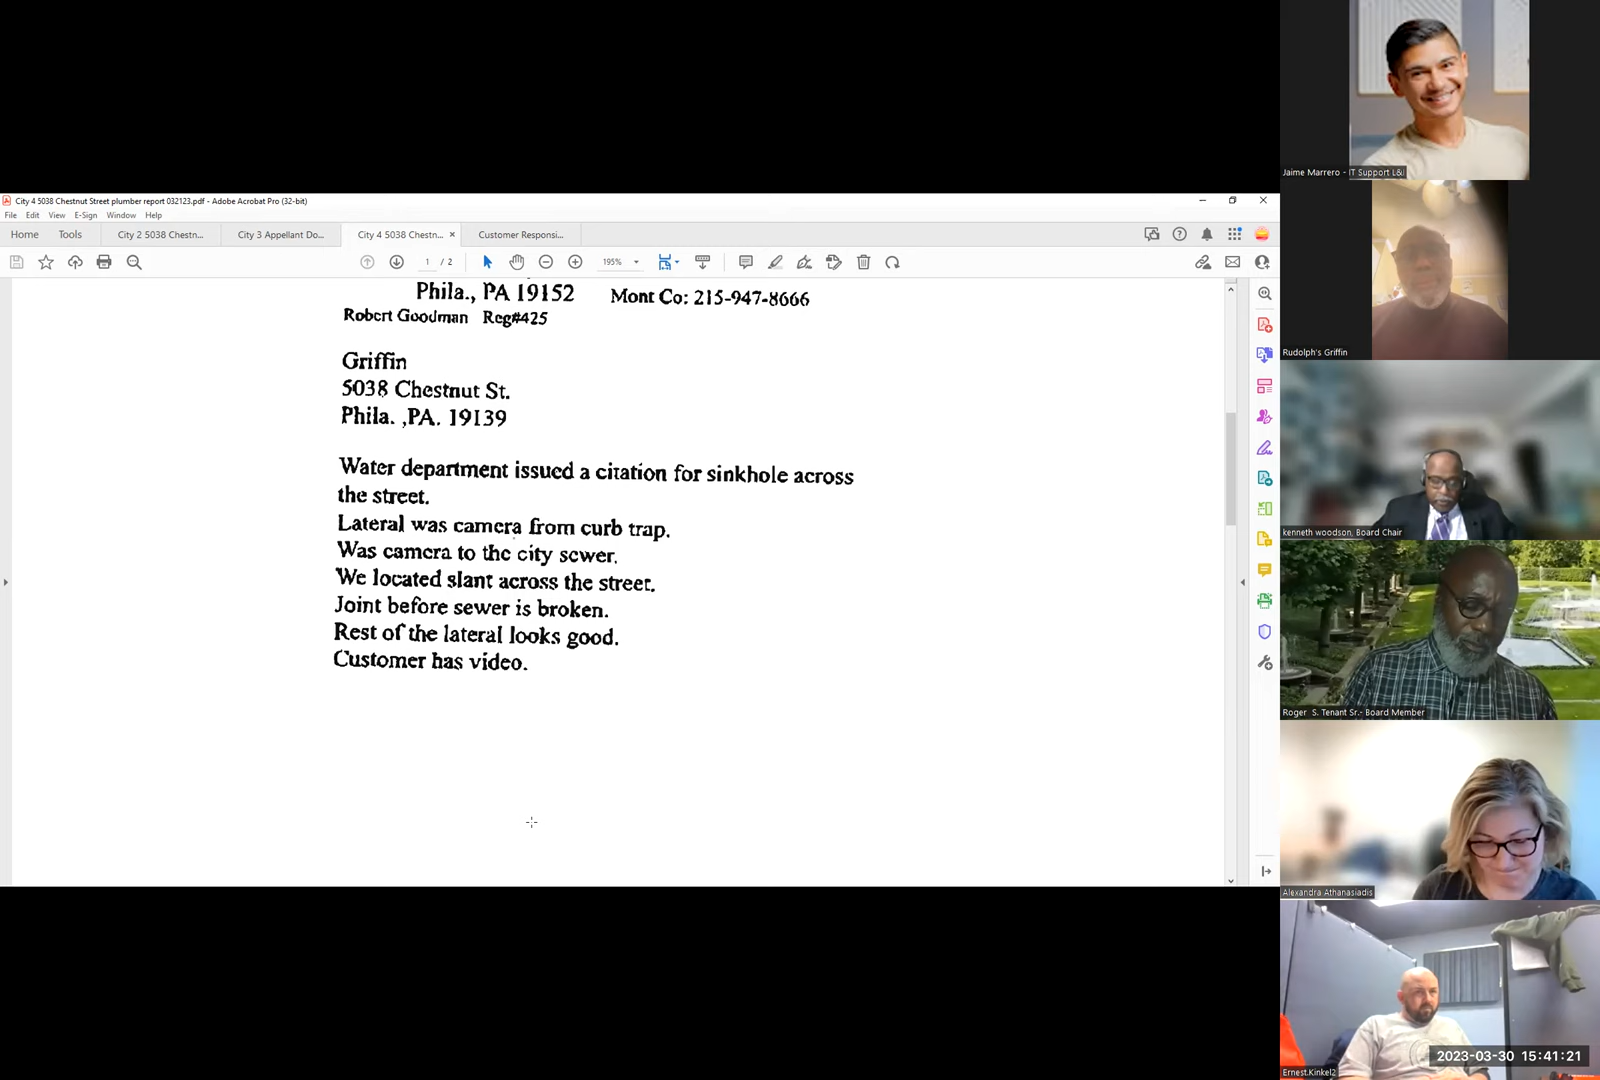 City 4 5038 Chestnut Street plumber report 032123.pdf - Adobe Acrobat Pro (32-bit)
File Edit View E-Sign Window Help
Home Tools City 2 5038 Chestn... City 3 Appellant Do... City 4 5038 Chestn... × Customer Responsi...
1 / 2 195%
Phila., PA 19152 Mont Co: 215-947-8666
Robert Goodman Reg#425
Griffin
5038 Chestnut St.
Phila. ,PA. 19139
Water department issued a citation for sinkhole across
the street.
Lateral was camera from curb trap.
Was camera to the city sewer.
We located slant across the street.
Joint before sewer is broken.
Rest of the lateral looks good.
Customer has video.
Jaime Marrero - IT Support L&I
Rudolph's Griffin
kenneth woodson, Board Chair
Roger S. Tenant Sr.- Board Member
Alexandra Athanasiadis
2023-03-30 15:41:21
Ernest.Kinkel2